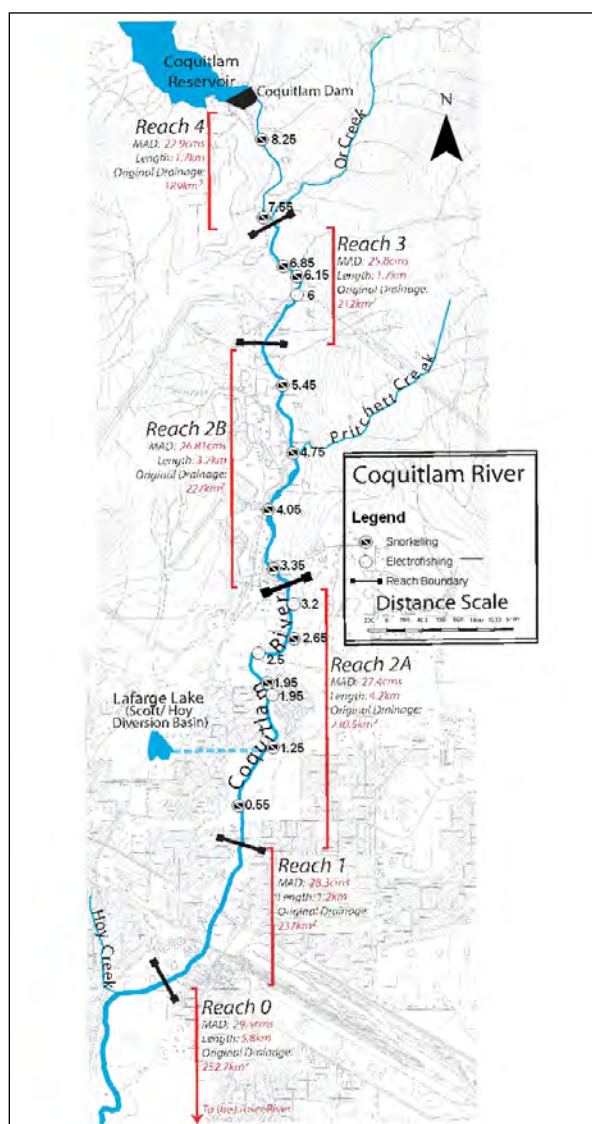 Coquitlam
Reservoir
Coquitlam Dam
N
Or Creek
Reach 4
MAD:
Length: 1.7km
Original Drainage:
189km²
8.25
7.55
Reach 3
MAD: 25.8cms
Length: 1.7km
Original Drainage:
212km²
6.85
6.15
6
5.45
Pritchett Creek
Reach 2B
MAD: 26.81cms
Length: 3.2km
Original Drainage:
227km²
4.75
4.05
3.35
Coquitlam River
Legend
Snorkeling
Electrofishing
Reach Boundary
Distance Scale
3.2
2.65
2.5
Reach 2A
MAD: 27.4cms
Length: 4.2km
Original Drainage:
1.95
1.95
Lafarge Lake
(Scott/ Hoy
Diversion Basin)
Coquitlam River
1.25
0.55
Reach 1
MAD: 28.3cms
Length: 1.2km
Original Drainage:
237km²
Hoy Creek
Reach 0
MAD:
Length: 5.8km
Original Drainage:
252.7km²
To the Fraser River